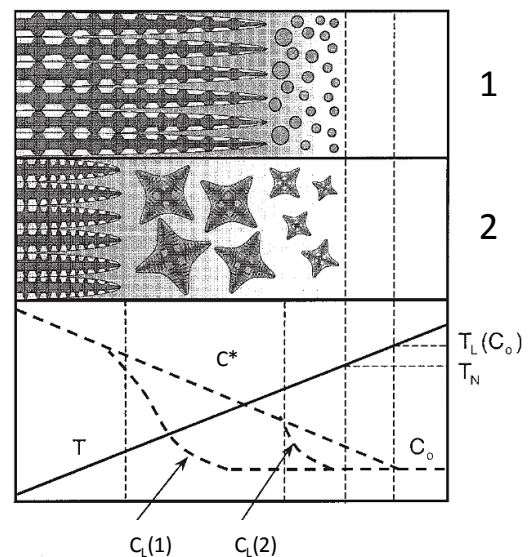 1
2
C*
T_L(C_o)
T_N
T
C_o
C_L(1)
C_L(2)